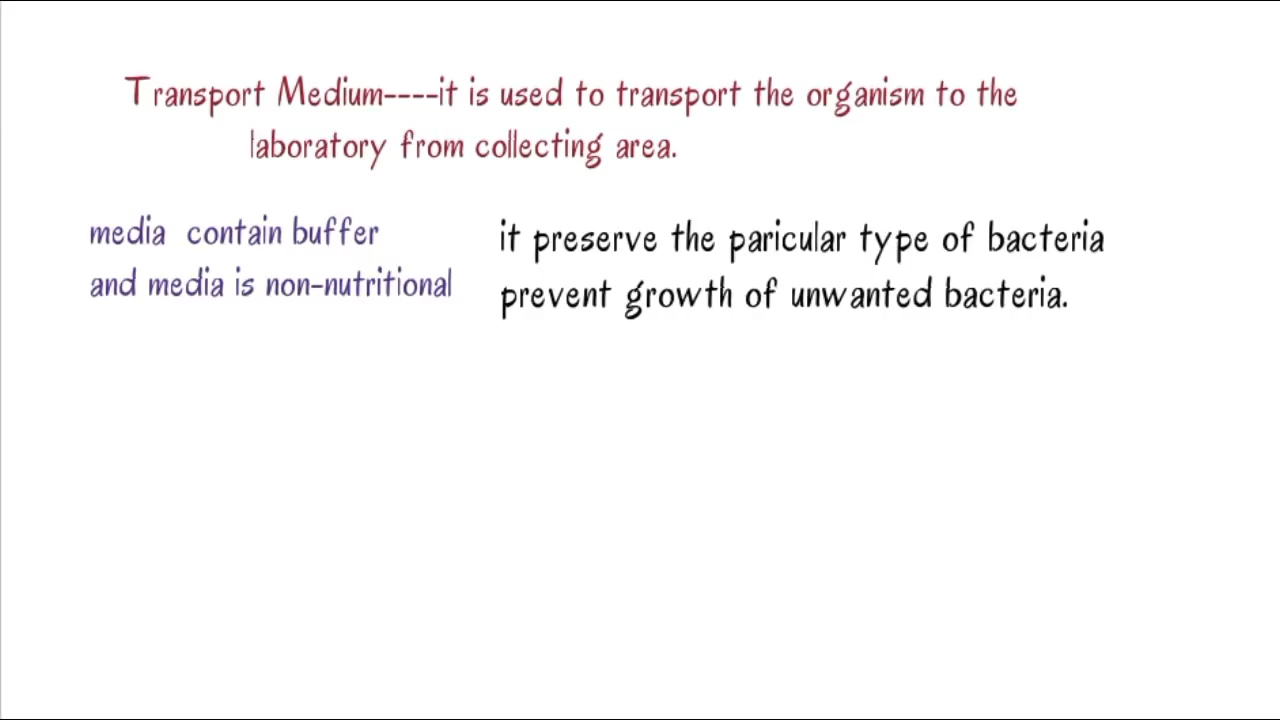 Transport Medium----it is used to transport the organism to the
laboratory from collecting area.
media contain buffer
and media is non-nutritional
it preserve the paricular type of bacteria
prevent growth of unwanted bacteria.